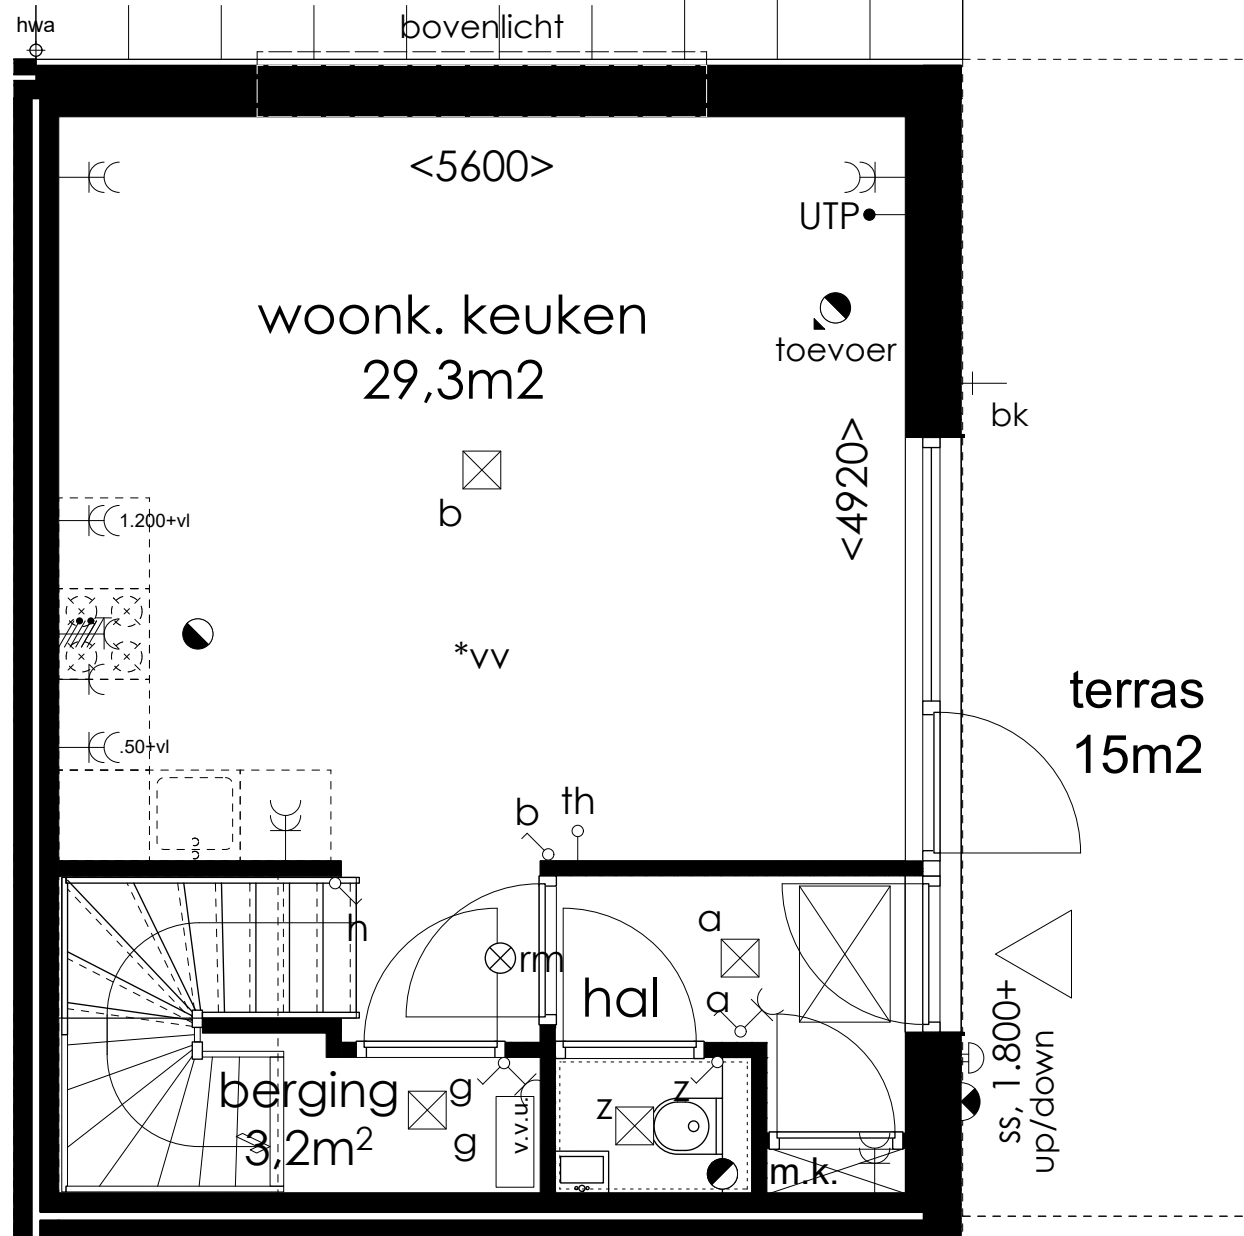 hwa
bovenlicht
<5600>
UTP
woonk. keuken
29,3m2
toevoer
bk
<4920>
b
1.200+vl
*vv
terras
15m2
.50+vl
b
th
h
rm
a
hal
a
ss, 1.800+
up/down
berging
3,2m²
g
g
v.v.u.
z
z
m.k.